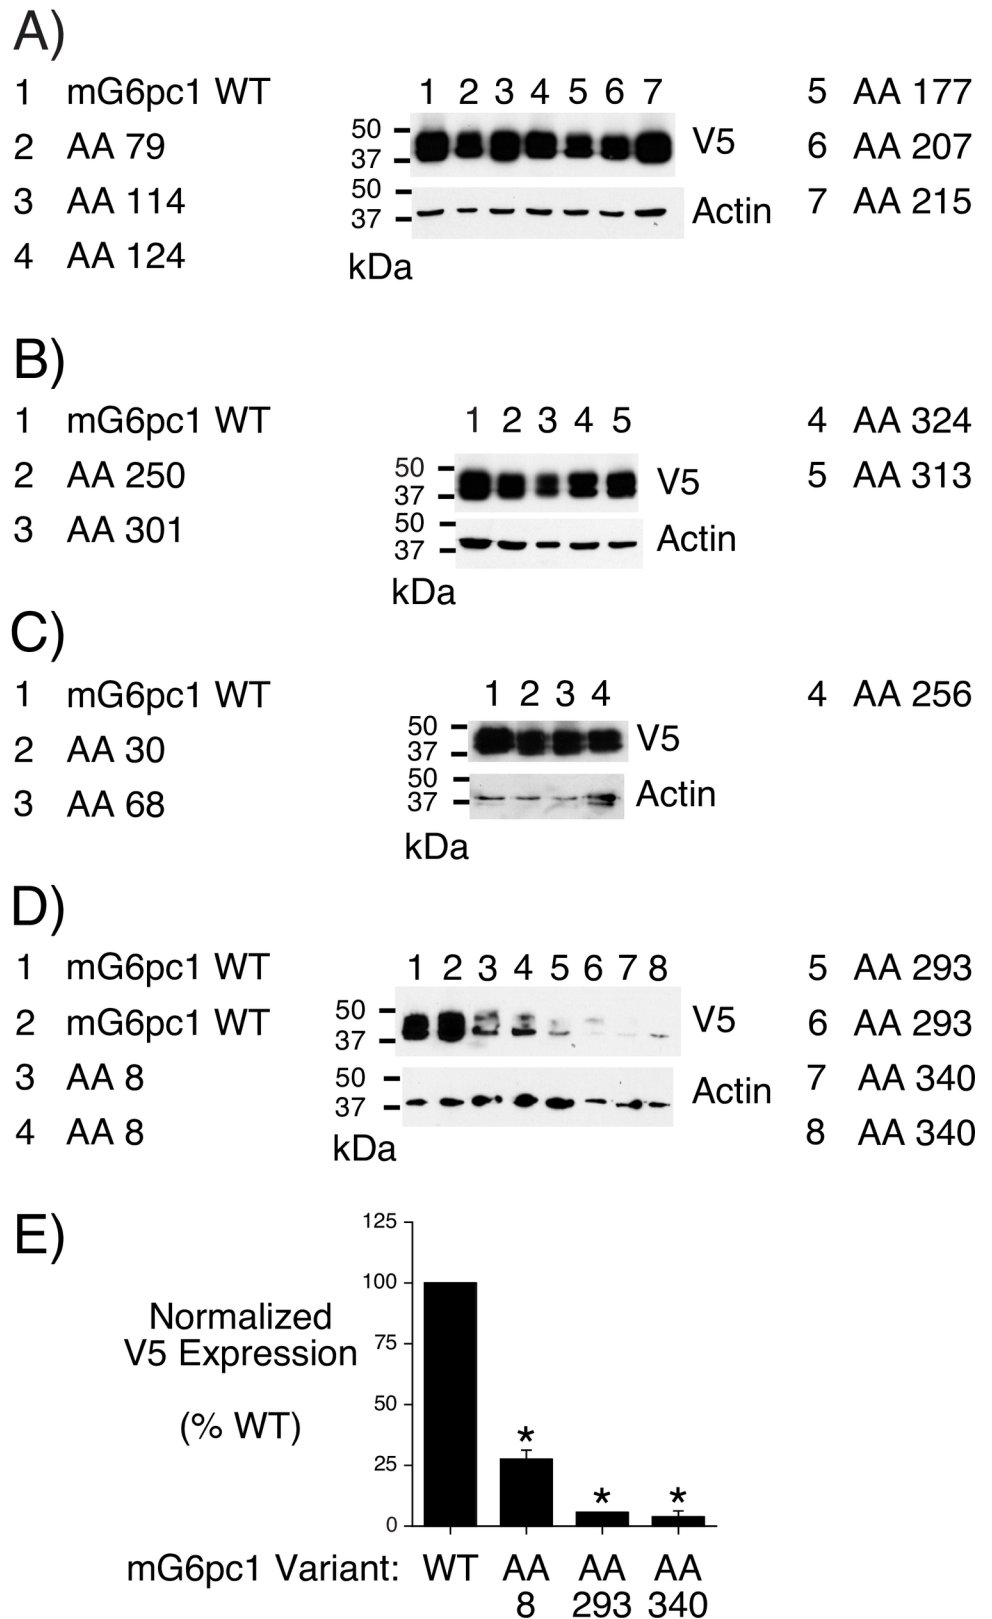 A)
1 mG6pc1 WT
2 AA 79
3 AA 114
4 AA 124
1 2 3 4 5 6 7
50
37
V5
50
37
Actin
kDa
5 AA 177
6 AA 207
7 AA 215
B)
1 mG6pc1 WT
2 AA 250
3 AA 301
1 2 3 4 5
50
37
V5
50
37
Actin
kDa
4 AA 324
5 AA 313
C)
1 mG6pc1 WT
2 AA 30
3 AA 68
1 2 3 4
50
37
V5
50
37
Actin
kDa
4 AA 256
D)
1 mG6pc1 WT
2 mG6pc1 WT
3 AA 8
4 AA 8
1 2 3 4 5 6 7 8
50
37
V5
50
37
Actin
kDa
5 AA 293
6 AA 293
7 AA 340
8 AA 340
E)
Normalized
V5 Expression
(% WT)
125
100
75
50
25
0
* * *
mG6pc1 Variant: WT AA AA AA
8 293 340